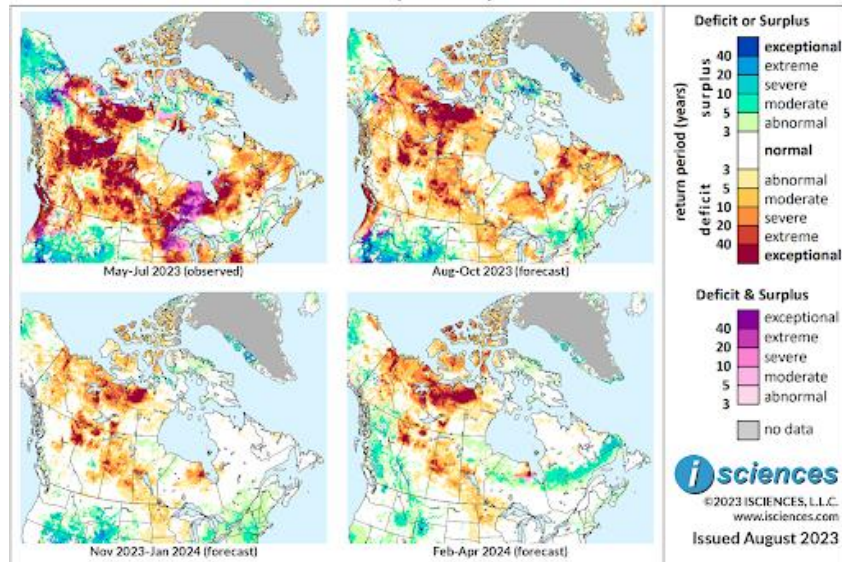 May-Jul 2023 (observed)
Aug-Oct 2023 (forecast)
Nov 2023-Jan 2024 (forecast)
Feb-Apr 2024 (forecast)
Deficit or Surplus
return period (years)
surplus
deficit
40
20
10
5
3
3
5
10
20
40
exceptional
extreme
severe
moderate
abnormal
normal
abnormal
moderate
severe
extreme
exceptional
Deficit & Surplus
40
20
10
5
3
exceptional
extreme
severe
moderate
abnormal
no data
i sciences
©2023 ISCIENCES, L.L.C.
www.isciences.com
Issued August 2023